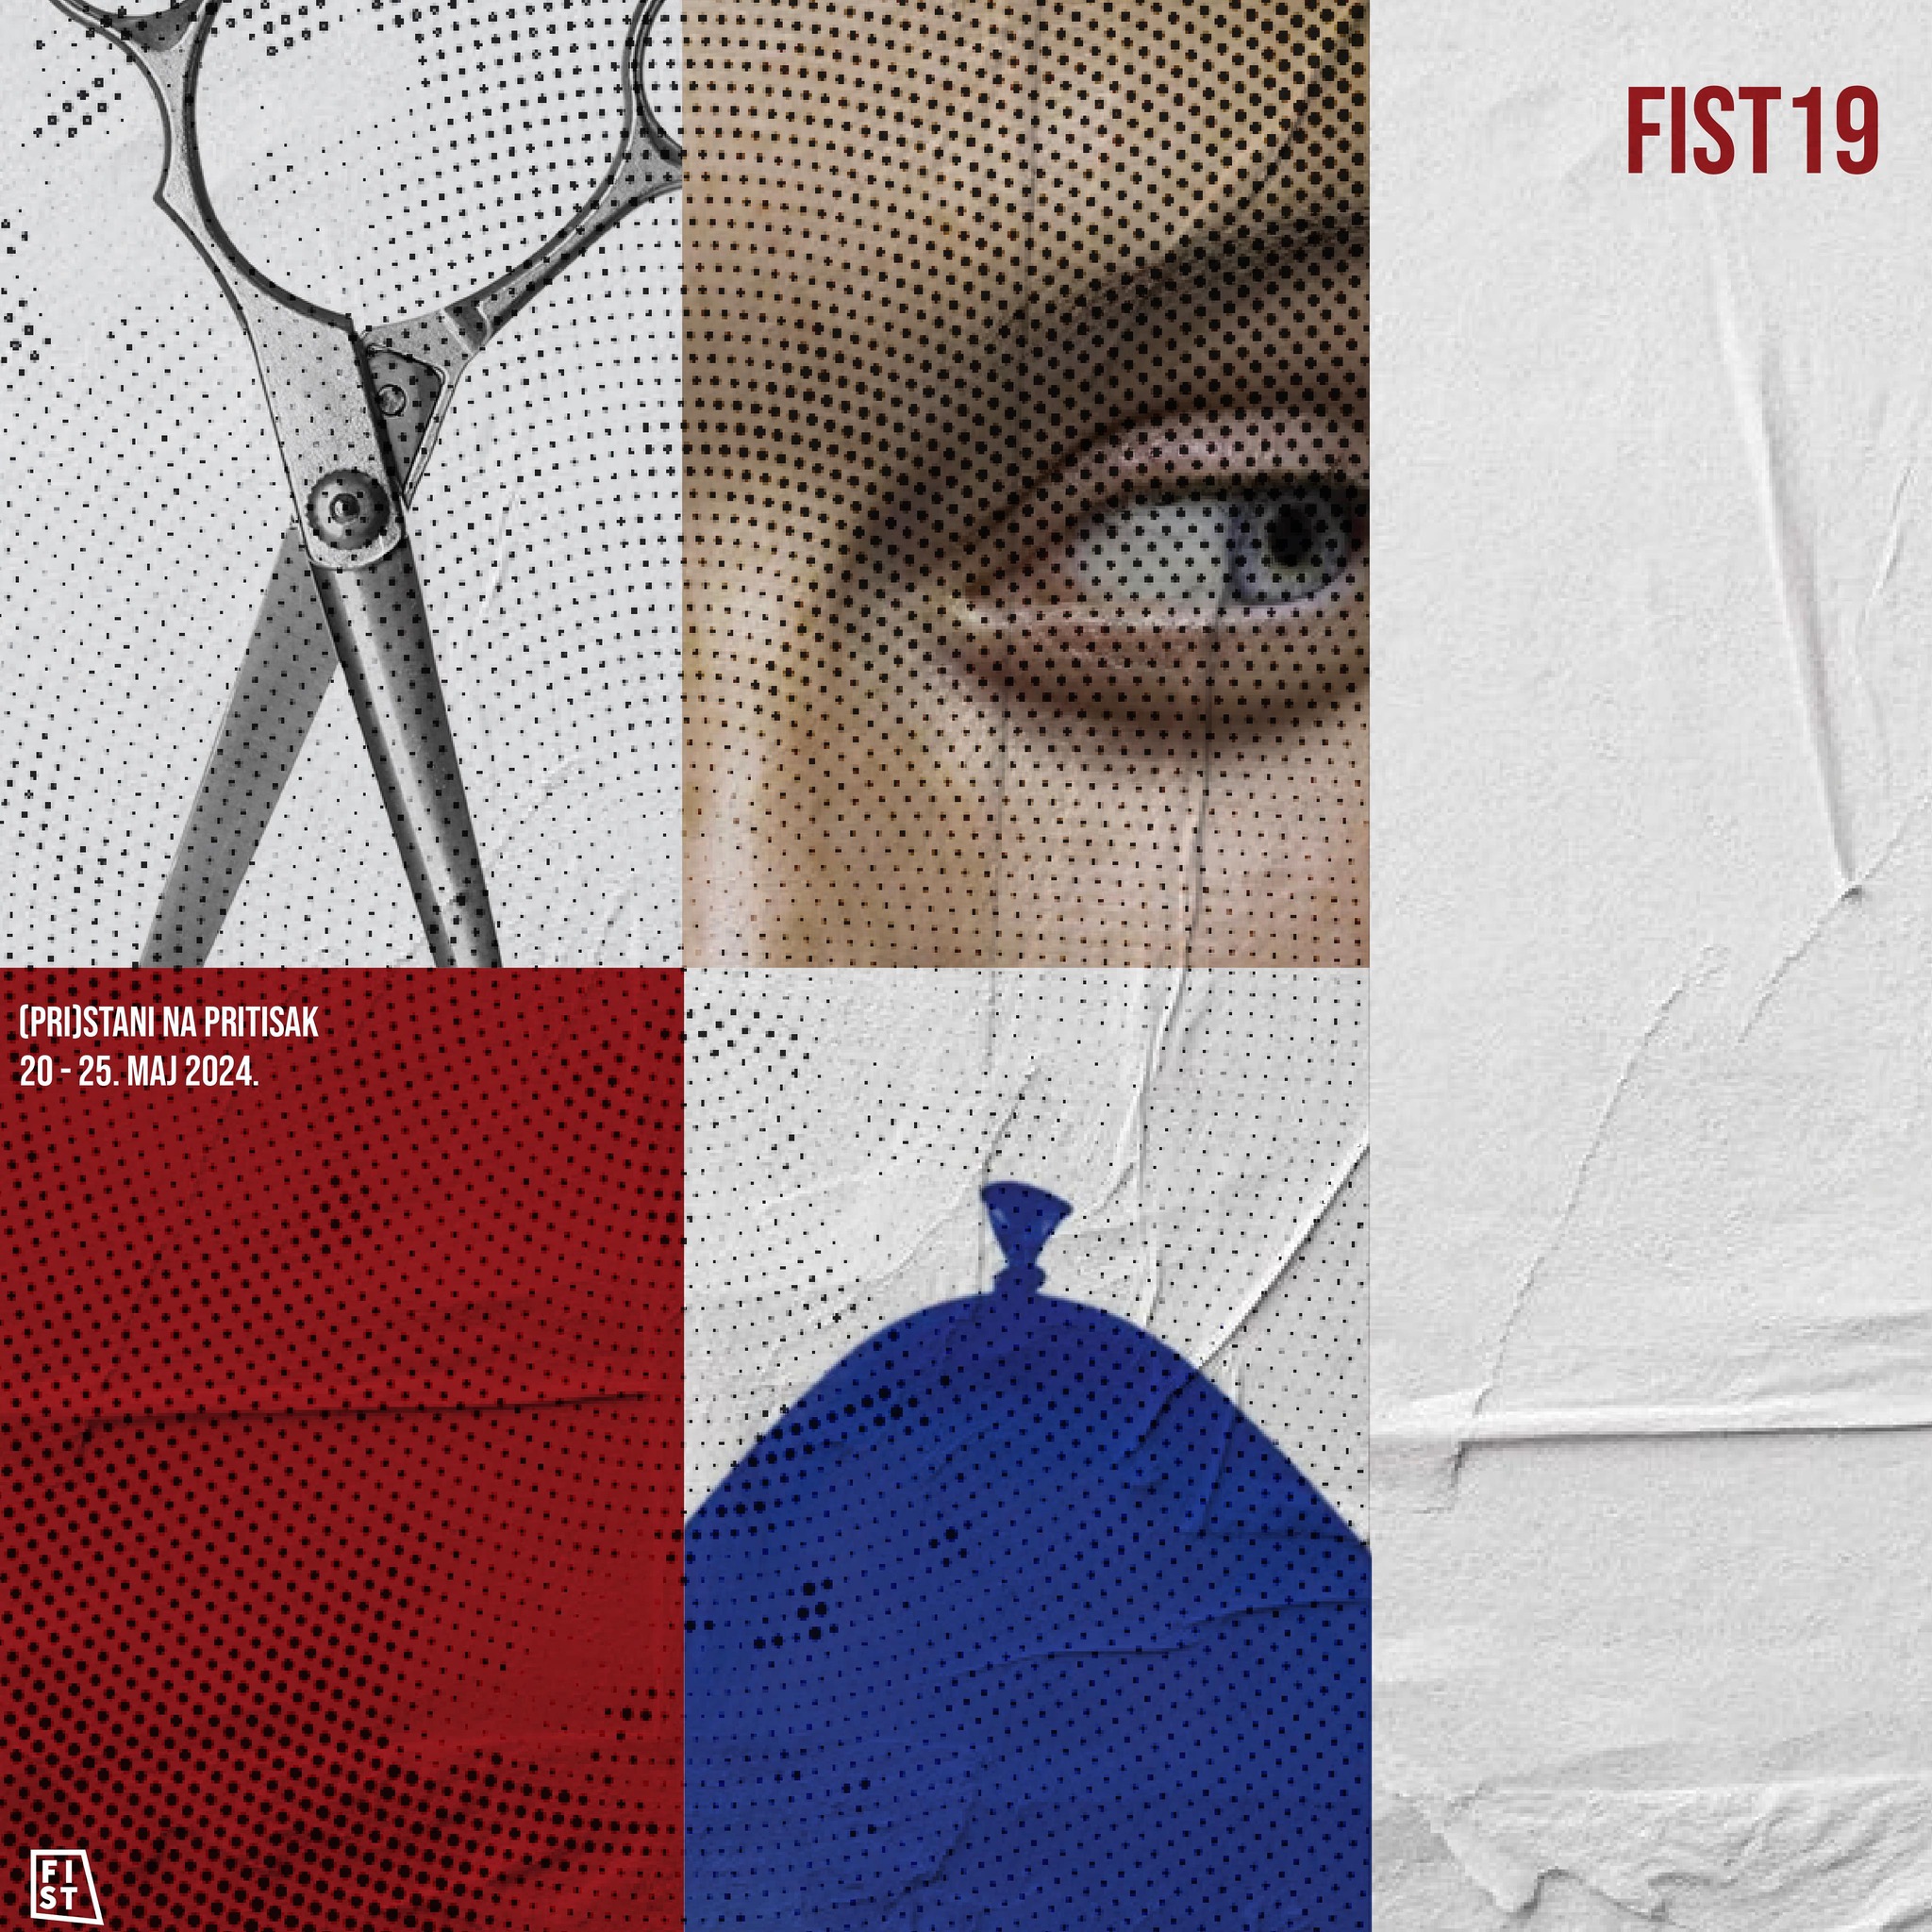 FIST19
(PRI)STANI NA PRITISAK
20 - 25. MAJ 2024.
FI
ST